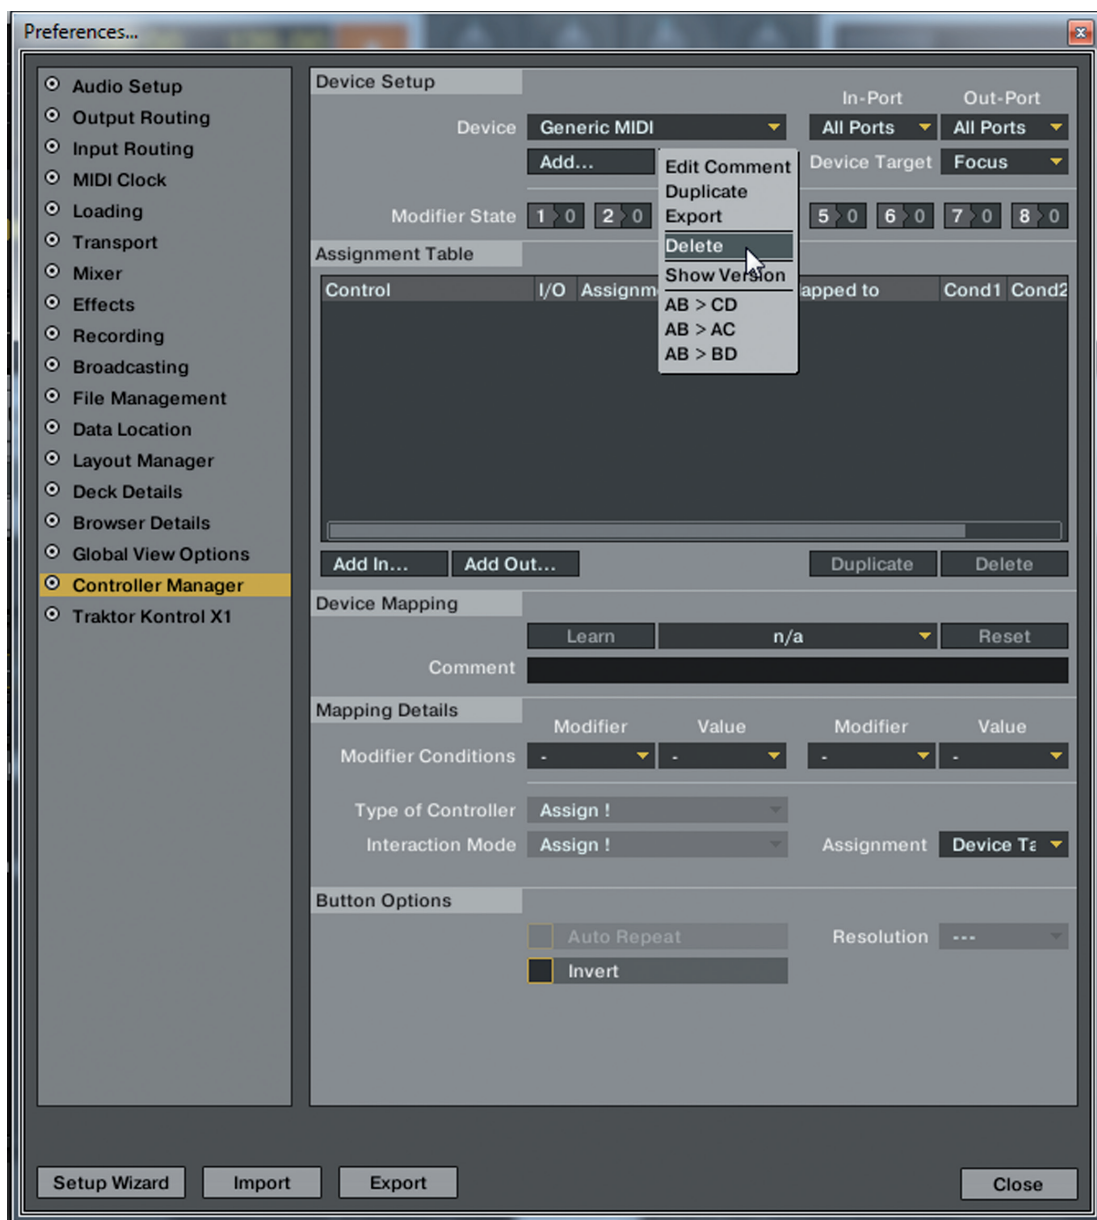 Preferences...
Audio Setup
Output Routing
Input Routing
MIDI Clock
Loading
Transport
Mixer
Effects
Recording
Broadcasting
File Management
Data Location
Layout Manager
Deck Details
Browser Details
Global View Options
Controller Manager
Traktor Kontrol X1
Device Setup
In-Port Out-Port
Device Generic MIDI All Ports All Ports
Add... Device Target Focus
Edit Comment
Duplicate
Export
Delete
Show Version
AB > CD
AB > AC
AB > BD
Modifier State 1 0 2 0 5 0 6 0 7 0 8 0
Assignment Table
Control I/O Assignm apped to Cond1 Cond2
Add In... Add Out... Duplicate Delete
Device Mapping
Learn n/a Reset
Comment
Mapping Details
Modifier Value Modifier Value
Modifier Conditions - - - -
Type of Controller Assign !
Interaction Mode Assign ! Assignment Device Ta
Button Options
Auto Repeat Resolution ---
Invert
Setup Wizard Import Export Close